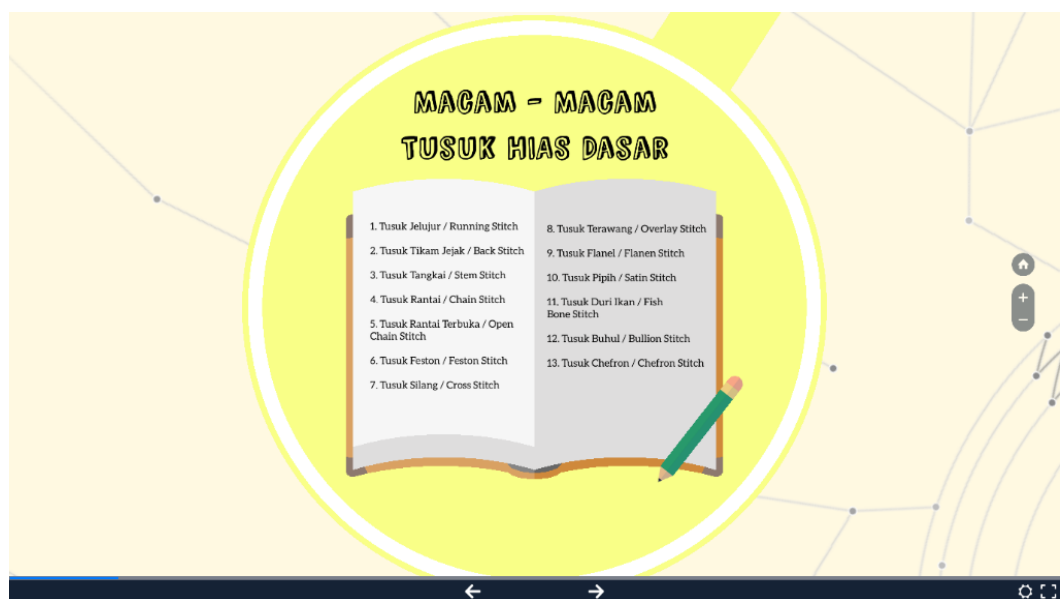 MACAM - MACAM
TUSUK HIAS DASAR
1. Tusuk Jelujur / Running Stitch
2. Tusuk Tikam Jejak / Back Stitch
3. Tusuk Tangkai / Stem Stitch
4. Tusuk Rantai / Chain Stitch
5. Tusuk Rantai Terbuka / Open
Chain Stitch
6. Tusuk Feston / Feston Stitch
7. Tusuk Silang / Cross Stitch
8. Tusuk Terawang / Overlay Stitch
9. Tusuk Flanel / Flanen Stitch
10. Tusuk Pipih / Satin Stitch
11. Tusuk Duri Ikan / Fish
Bone Stitch
12. Tusuk Buhul / Bullion Stitch
13. Tusuk Chefron / Chefron Stitch